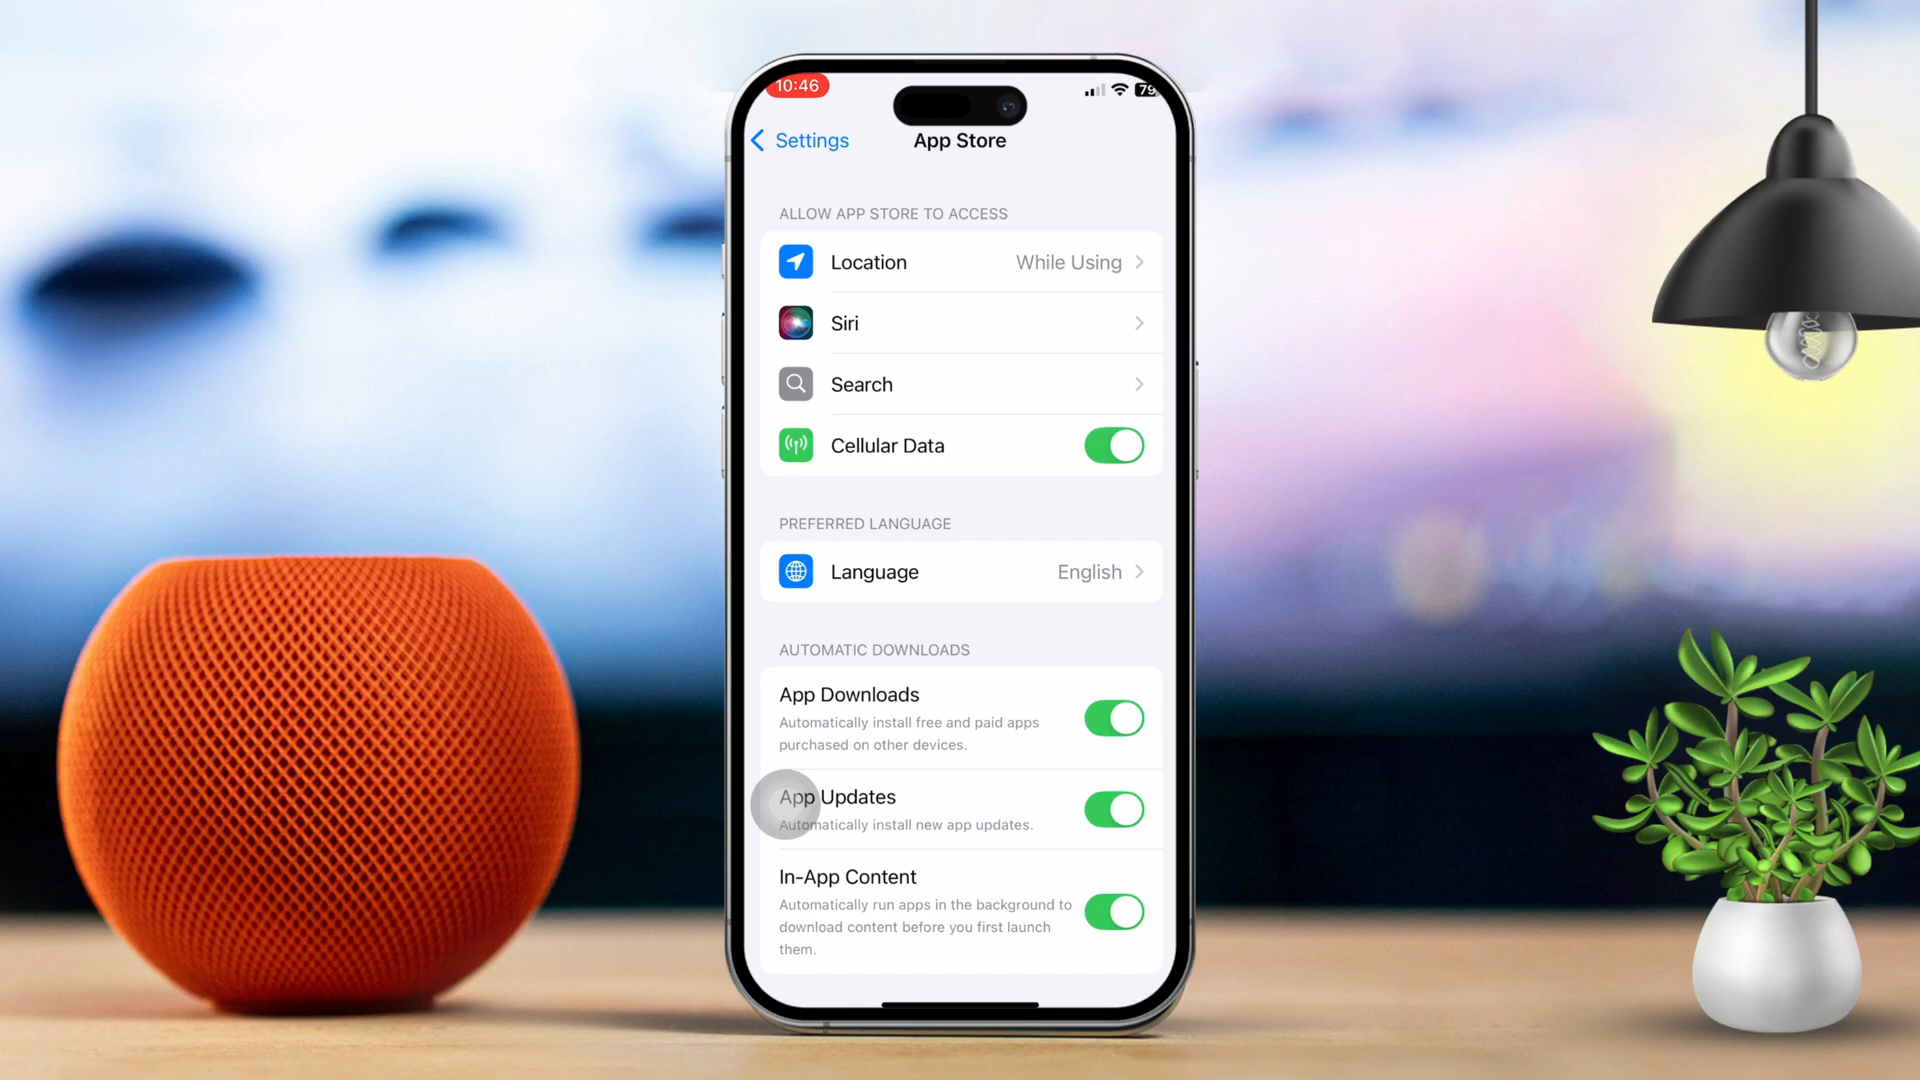 10:46
79
Settings
App Store
ALLOW APP STORE TO ACCESS
Location
While Using
Siri
Search
Cellular Data
PREFERRED LANGUAGE
Language
English
AUTOMATIC DOWNLOADS
App Downloads
Automatically install free and paid apps
purchased on other devices.
App Updates
Automatically install new app updates.
In-App Content
Automatically run apps in the background to
download content before you first launch
them.